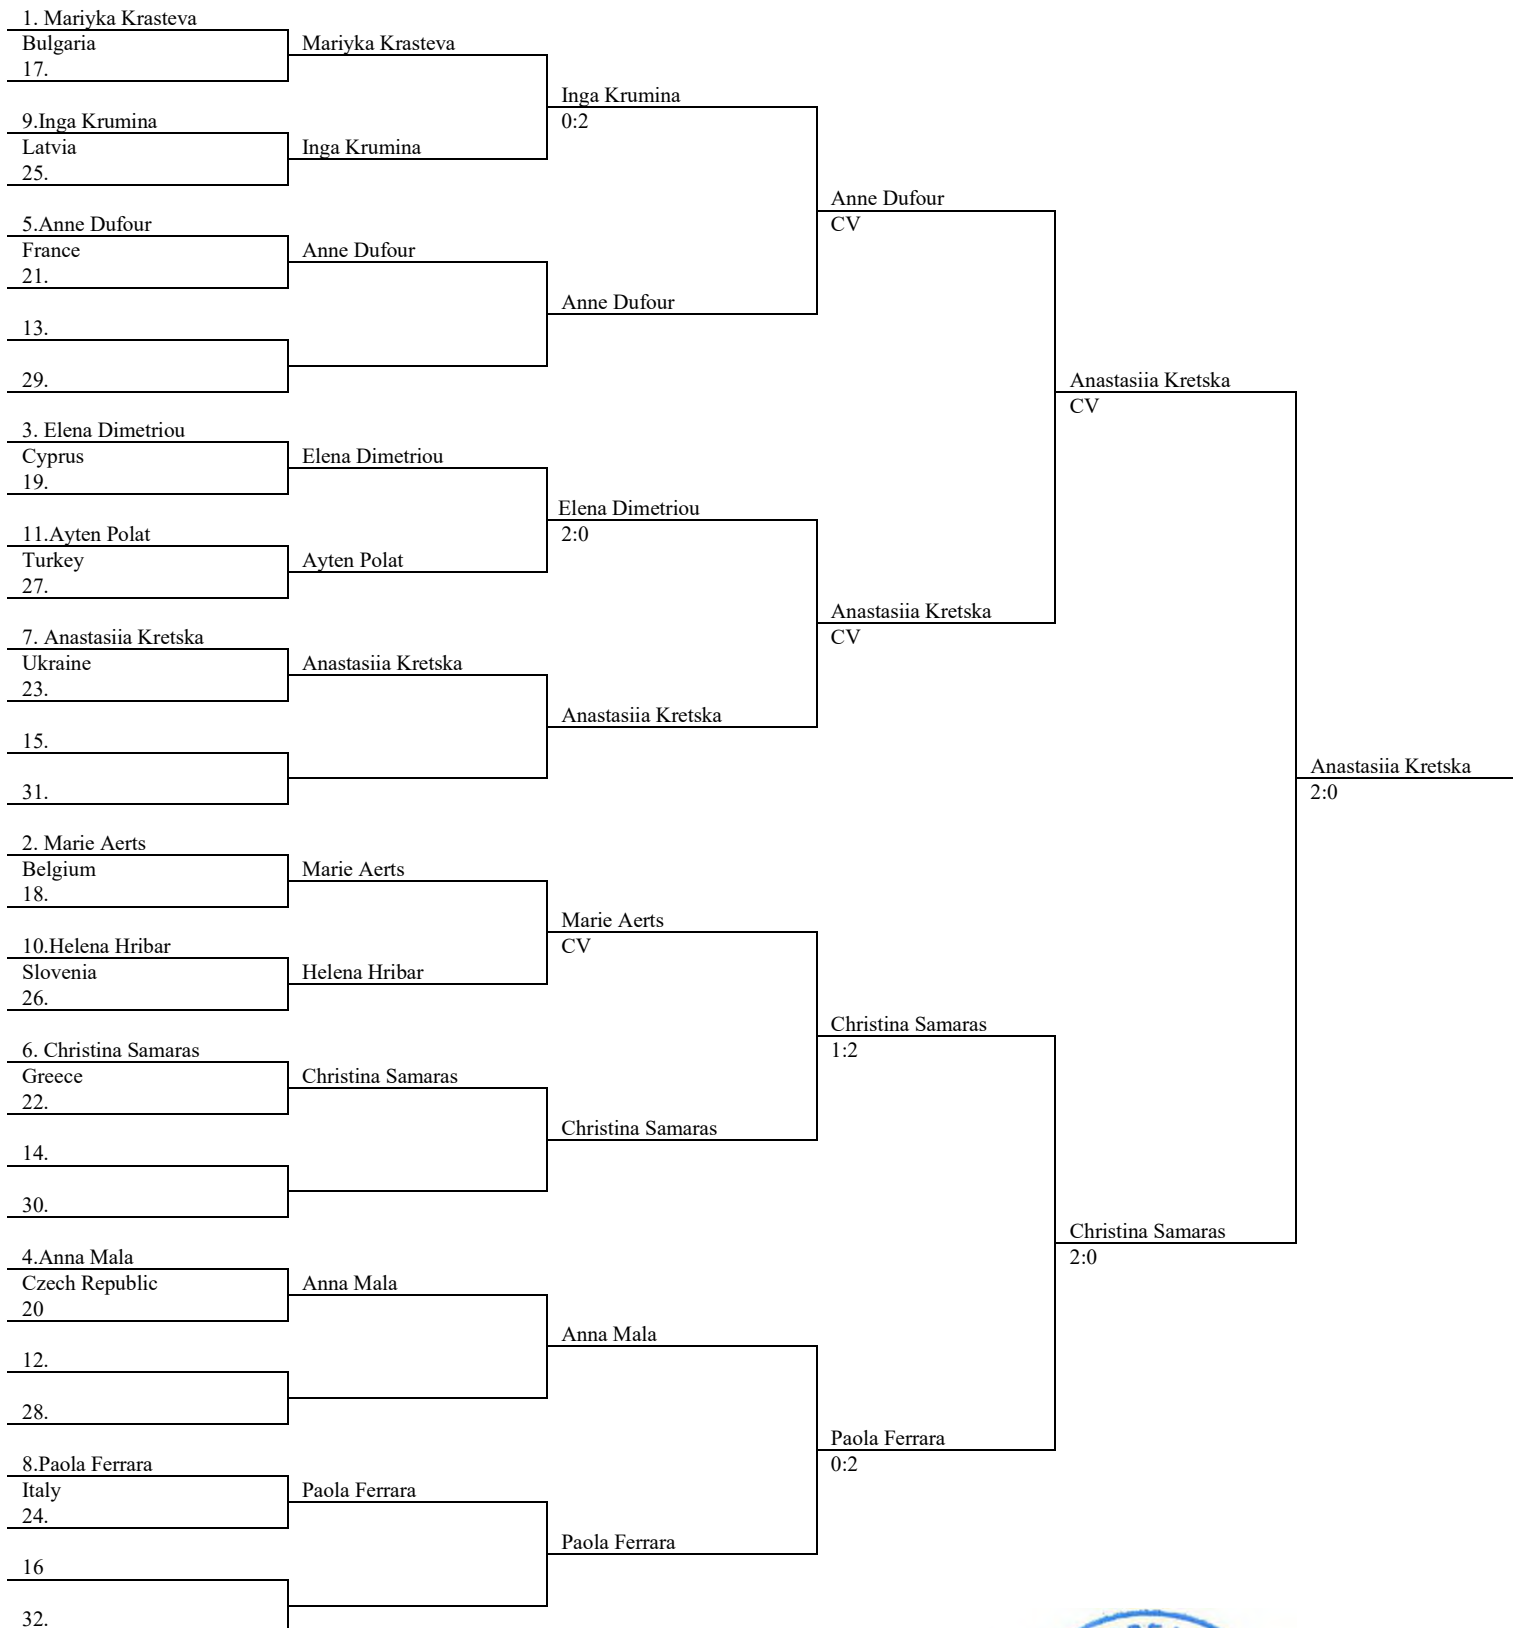 1. Mariyka Krasteva
Bulgaria
17.
9.Inga Krumina
Latvia
25.
5.Anne Dufour
France
21.
13.
29.
3. Elena Dimetriou
Cyprus
19.
11.Ayten Polat
Turkey
27.
7. Anastasiia Kretska
Ukraine
23.
15.
31.
2. Marie Aerts
Belgium
18.
10.Helena Hribar
Slovenia
26.
6. Christina Samaras
Greece
22.
14.
30.
4.Anna Mala
Czech Republic
20
12.
28.
8.Paola Ferrara
Italy
24.
16
32.
Mariyka Krasteva
Inga Krumina
Anne Dufour
Elena Dimetriou
Ayten Polat
Anastasiia Kretska
Marie Aerts
Helena Hribar
Christina Samaras
Anna Mala
Paola Ferrara
Inga Krumina
0:2
Anne Dufour
Elena Dimetriou
2:0
Anastasiia Kretska
Marie Aerts
CV
Christina Samaras
Anna Mala
Paola Ferrara
Anne Dufour
CV
Anastasiia Kretska
CV
Christina Samaras
1:2
Paola Ferrara
0:2
Anastasiia Kretska
CV
Christina Samaras
2:0
Anastasiia Kretska
2:0